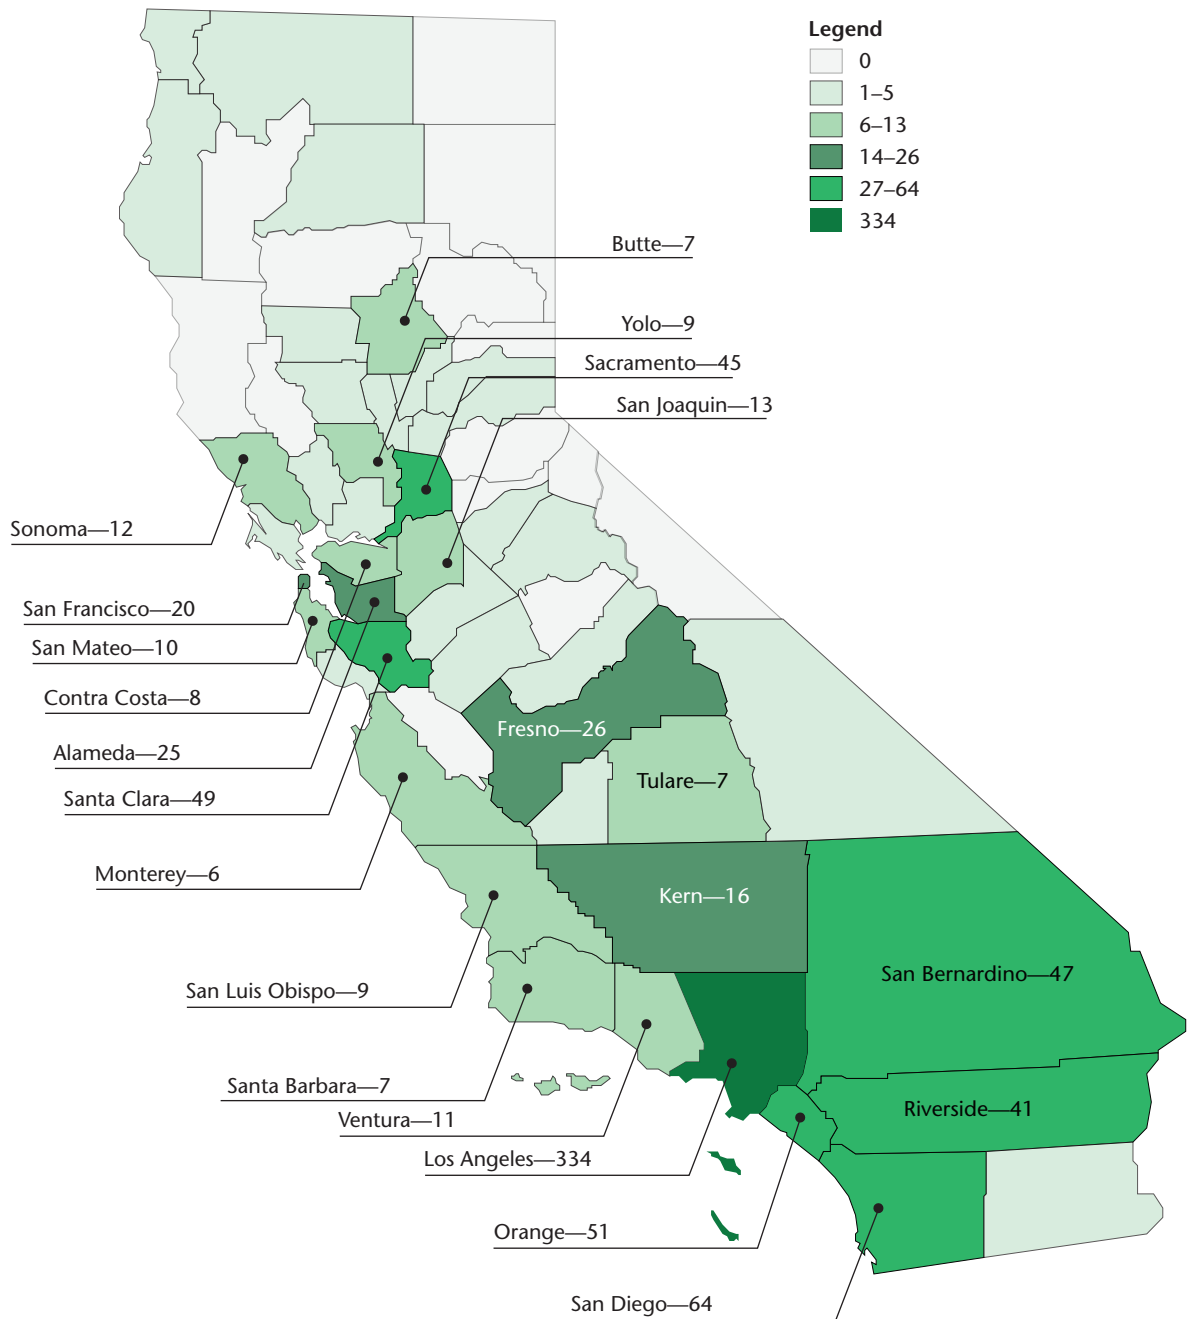 Legend
0
1–5
6–13
14–26
27–64
334
Butte—7
Yolo—9
Sacramento—45
San Joaquin—13
Sonoma—12
San Francisco—20
San Mateo—10
Contra Costa—8
Alameda—25
Santa Clara—49
Monterey—6
Fresno—26
Tulare—7
Kern—16
San Bernardino—47
San Luis Obispo—9
Santa Barbara—7
Ventura—11
Riverside—41
Los Angeles—334
Orange—51
San Diego—64